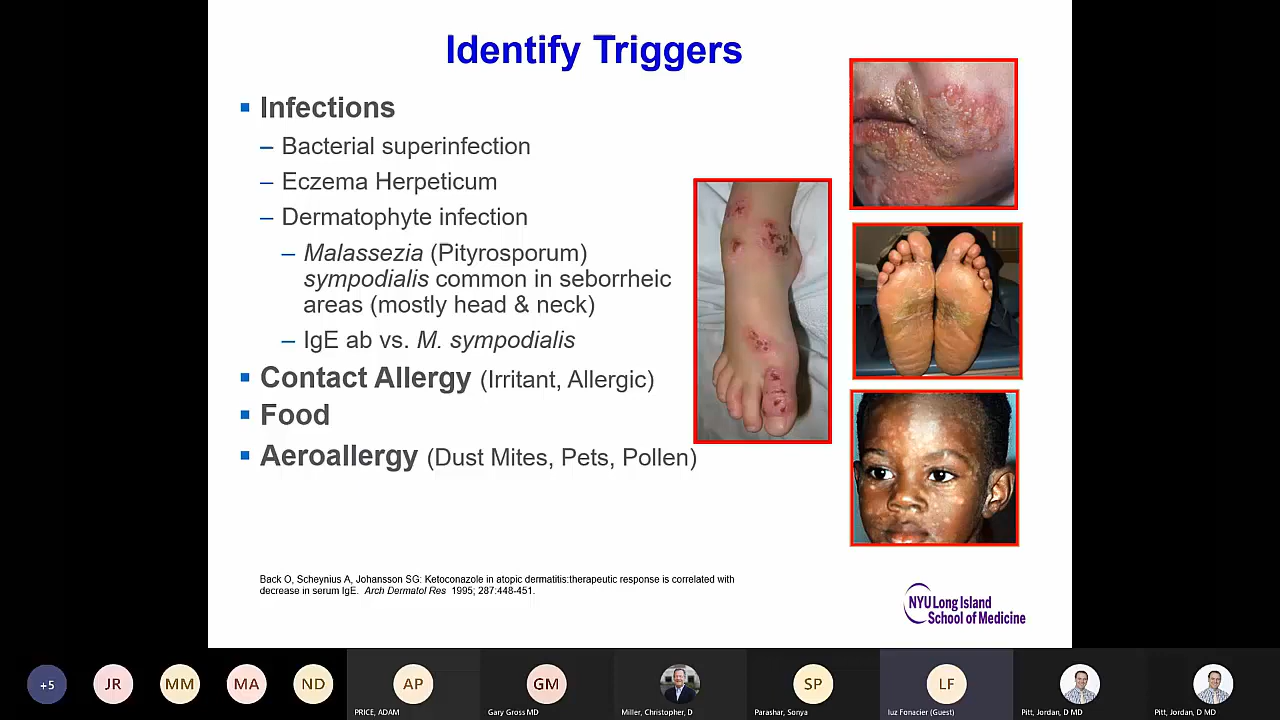 Identify Triggers
Infections
– Bacterial superinfection
– Eczema Herpeticum
– Dermatophyte infection
– Malassezia (Pityrosporum)
sympodialis common in seborrheic
areas (mostly head & neck)
– IgE ab vs. M. sympodialis
Contact Allergy (Irritant, Allergic)
Food
Aeroallergy (Dust Mites, Pets, Pollen)
Back O, Scheynius A, Johansson SG: Ketoconazole in atopic dermatitis:therapeutic response is correlated with
decrease in serum IgE. Arch Dermatol Res 1995; 287:448-451.
NYU Long Island
School of Medicine
+5
JR
MM
MA
ND
AP
GM
SP
LF
PRICE, ADAM
Gary Gross MD
Miller, Christopher, D
Parashar, Sonya
luz Fonacier (Guest)
Pitt, Jordan, D MD
Pitt, Jordan, D MD